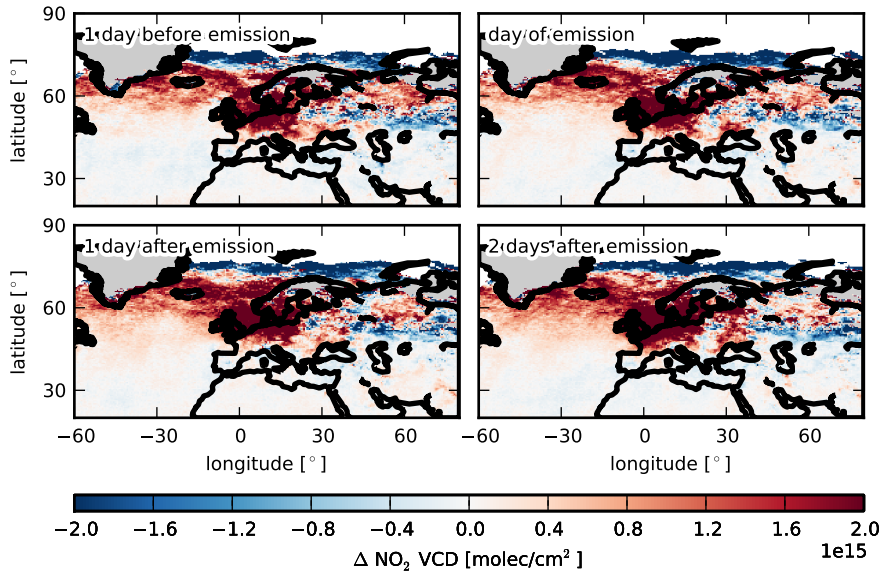 90
1 day before emission
day of emission
latitude [°]
60
30
90
1 day after emission
2 days after emission
latitude [°]
60
30
−60 −30 0 30 60 −60 −30 0 30 60
longitude [°] longitude [°]
−2.0 −1.6 −1.2 −0.8 −0.4 0.0 0.4 0.8 1.2 1.6 2.0
1e15
Δ NO₂ VCD [molec/cm²]